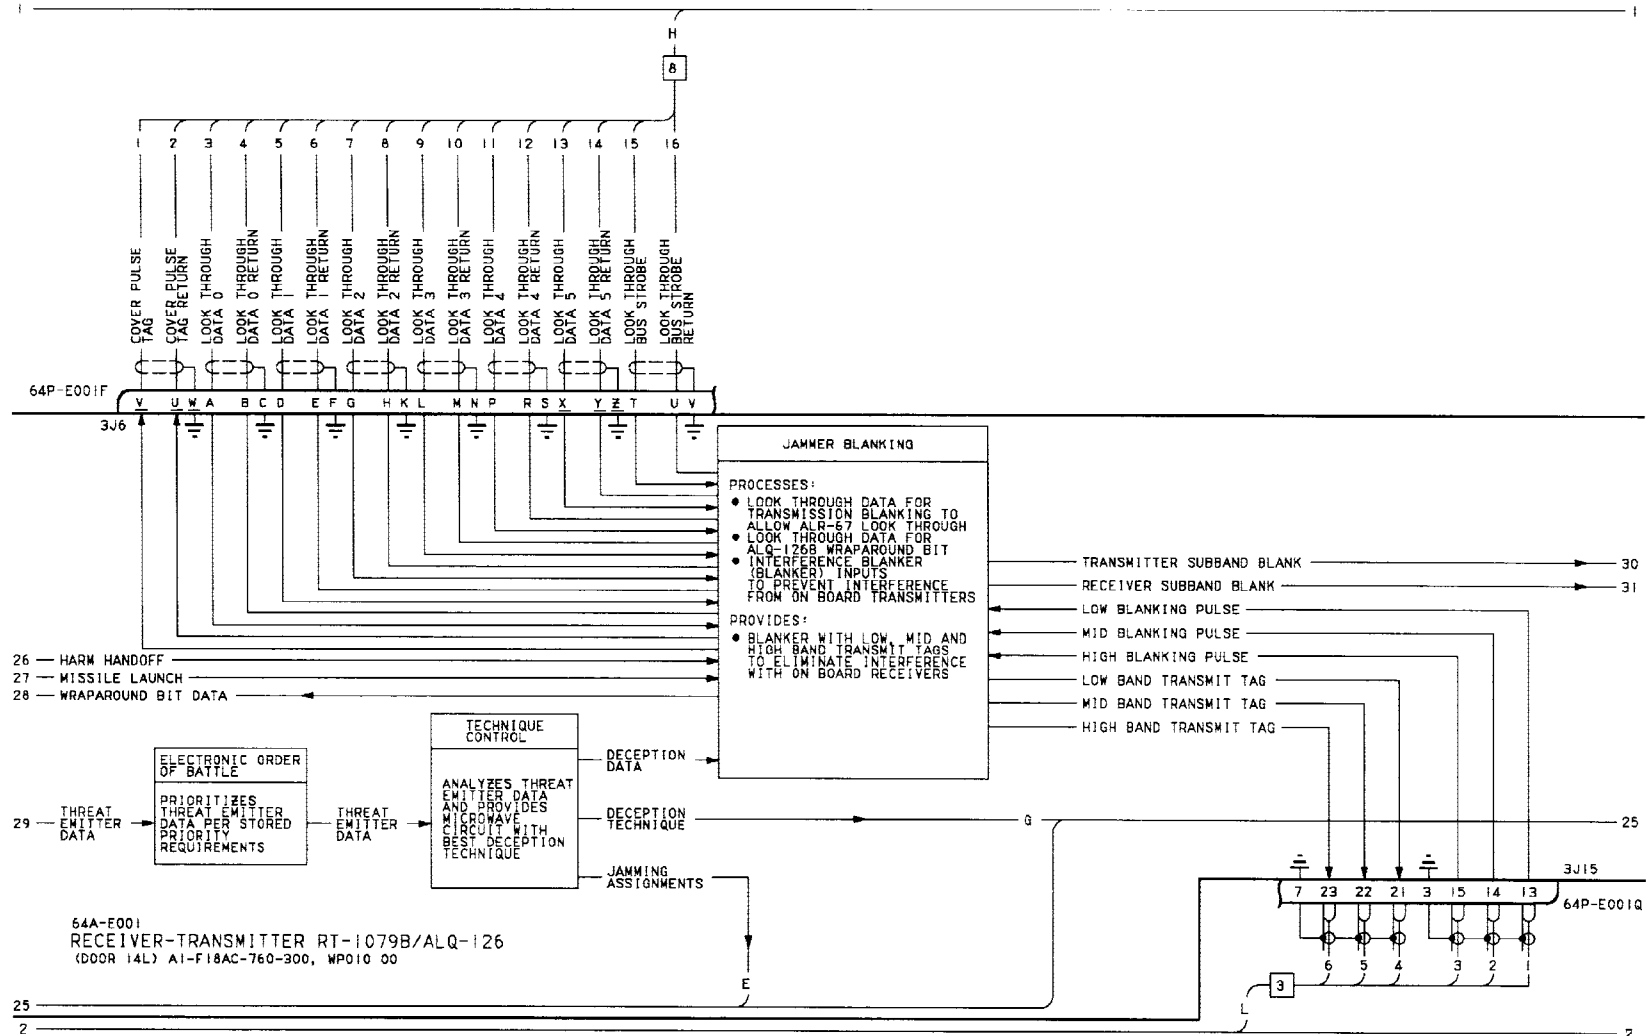 1 1
H
8
1 2 3 4 5 6 7 8 9 10 11 12 13 14 15 16
COVER PULSE
TAG
COVER PULSE
TAG RETURN
LOOK THROUGH
DATA 0
LOOK THROUGH
DATA 0 RETURN
LOOK THROUGH
DATA 1
LOOK THROUGH
DATA 1 RETURN
LOOK THROUGH
DATA 2
LOOK THROUGH
DATA 2 RETURN
LOOK THROUGH
DATA 3
LOOK THROUGH
DATA 3 RETURN
LOOK THROUGH
DATA 4
LOOK THROUGH
DATA 4 RETURN
LOOK THROUGH
DATA 5
LOOK THROUGH
DATA 5 RETURN
LOOK THROUGH
BUS STROBE
LOOK THROUGH
BUS STROBE
RETURN
64P-E001F
V U W A B C D E F G H K L M N P R S X Y Z T U V
3J6
JAMMER BLANKING
PROCESSES:
• LOOK THROUGH DATA FOR
TRANSMISSION BLANKING TO
ALLOW ALR-67 LOOK THROUGH
• LOOK THROUGH DATA FOR
ALQ-126B WRAPAROUND BIT
• INTERFERENCE BLANKER
(BLANKER) INPUTS
TO PREVENT INTERFERENCE
FROM ON BOARD TRANSMITTERS
PROVIDES:
• BLANKER WITH LOW, MID AND
HIGH BAND TRANSMIT TAGS
TO ELIMINATE INTERFERENCE
WITH ON BOARD RECEIVERS
TRANSMITTER SUBBAND BLANK 30
RECEIVER SUBBAND BLANK 31
LOW BLANKING PULSE
MID BLANKING PULSE
HIGH BLANKING PULSE
LOW BAND TRANSMIT TAG
MID BAND TRANSMIT TAG
HIGH BAND TRANSMIT TAG
26 HARM HANDOFF
27 MISSILE LAUNCH
28 WRAPAROUND BIT DATA
ELECTRONIC ORDER
OF BATTLE
PRIORITIZES
THREAT EMITTER
DATA PER STORED
PRIORITY
REQUIREMENTS
29 THREAT
EMITTER
DATA
THREAT
EMITTER
DATA
TECHNIQUE
CONTROL
ANALYZES THREAT
EMITTER DATA
AND PROVIDES
MICROWAVE
CIRCUIT WITH
BEST DECEPTION
TECHNIQUE
DECEPTION
DATA
DECEPTION
TECHNIQUE
G
25
JAMMING
ASSIGNMENTS
E
3J15
7 23 22 21 3 15 14 13
64P-E001Q
6 5 4 3 2 1
3
L
64A-E001
RECEIVER-TRANSMITTER RT-1079B/ALQ-126
(DOOR 14L) A1-F18AC-760-300, WP010 00
25
2 2